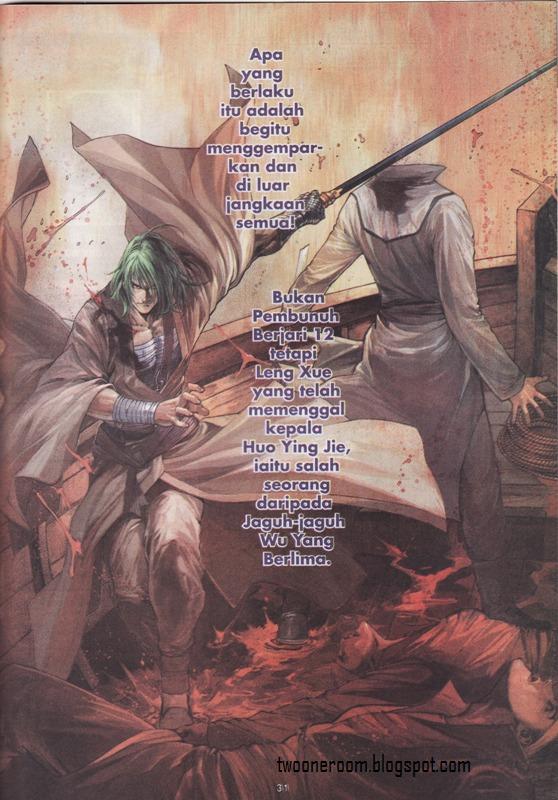 Apa
yang
berlaku
itu adalah
begitu
menggempar-
kan dan
di luar
jangkaan
semua!
Bukan
Pembunuh
Berjari 12
tetapi
Leng Xue
yang telah
memenggal
kepala
Huo Ying Jie,
iaitu salah
seorang
daripada
Jaguh-jaguh
Wu Yang
Berlima.
twooneroom.blogspot.com
31